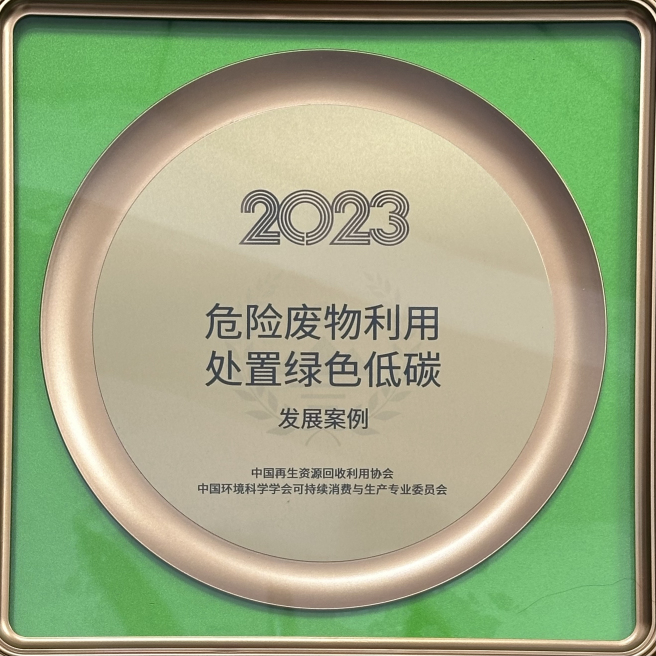 2023
危险废物利用
处置绿色低碳
发展案例
中国再生资源回收利用协会
中国环境科学学会可持续消费与生产专业委员会